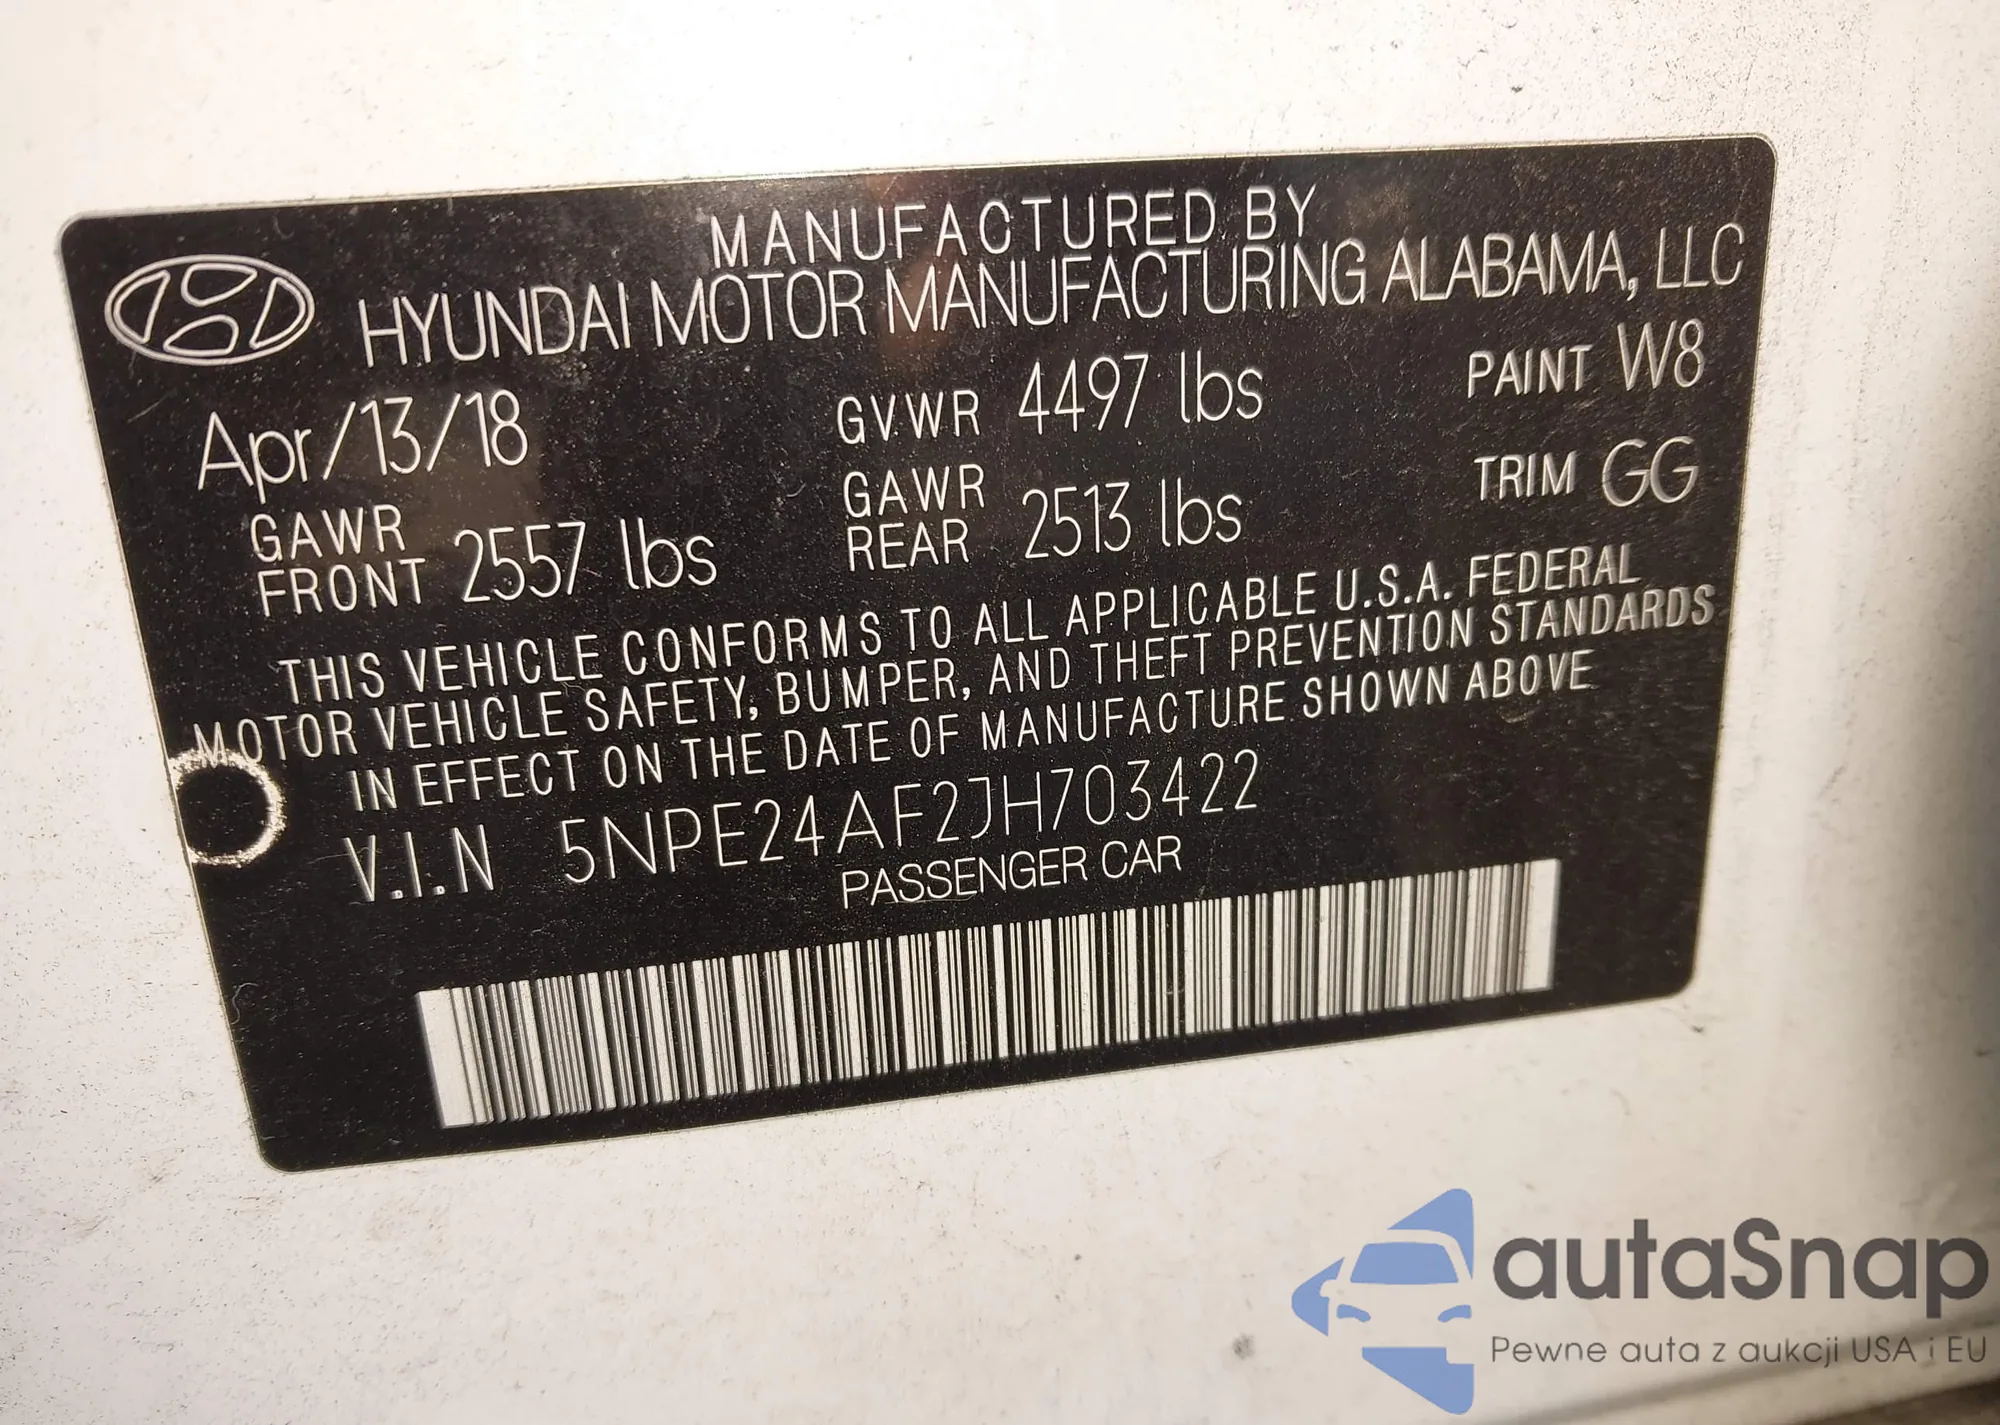 MANUFACTURED BY
HYUNDAI MOTOR MANUFACTURING ALABAMA, LLC
Apr/13/18 GVWR 4497 lbs PAINT W8
GAWR FRONT 2557 lbs GAWR REAR 2513 lbs TRIM GG
THIS VEHICLE CONFORMS TO ALL APPLICABLE U.S.A. FEDERAL
MOTOR VEHICLE SAFETY, BUMPER, AND THEFT PREVENTION STANDARDS
IN EFFECT ON THE DATE OF MANUFACTURE SHOWN ABOVE
V.I.N 5NPE24AF2JH703422
PASSENGER CAR
autaSnap
Pewne auta z aukcji USA i EU